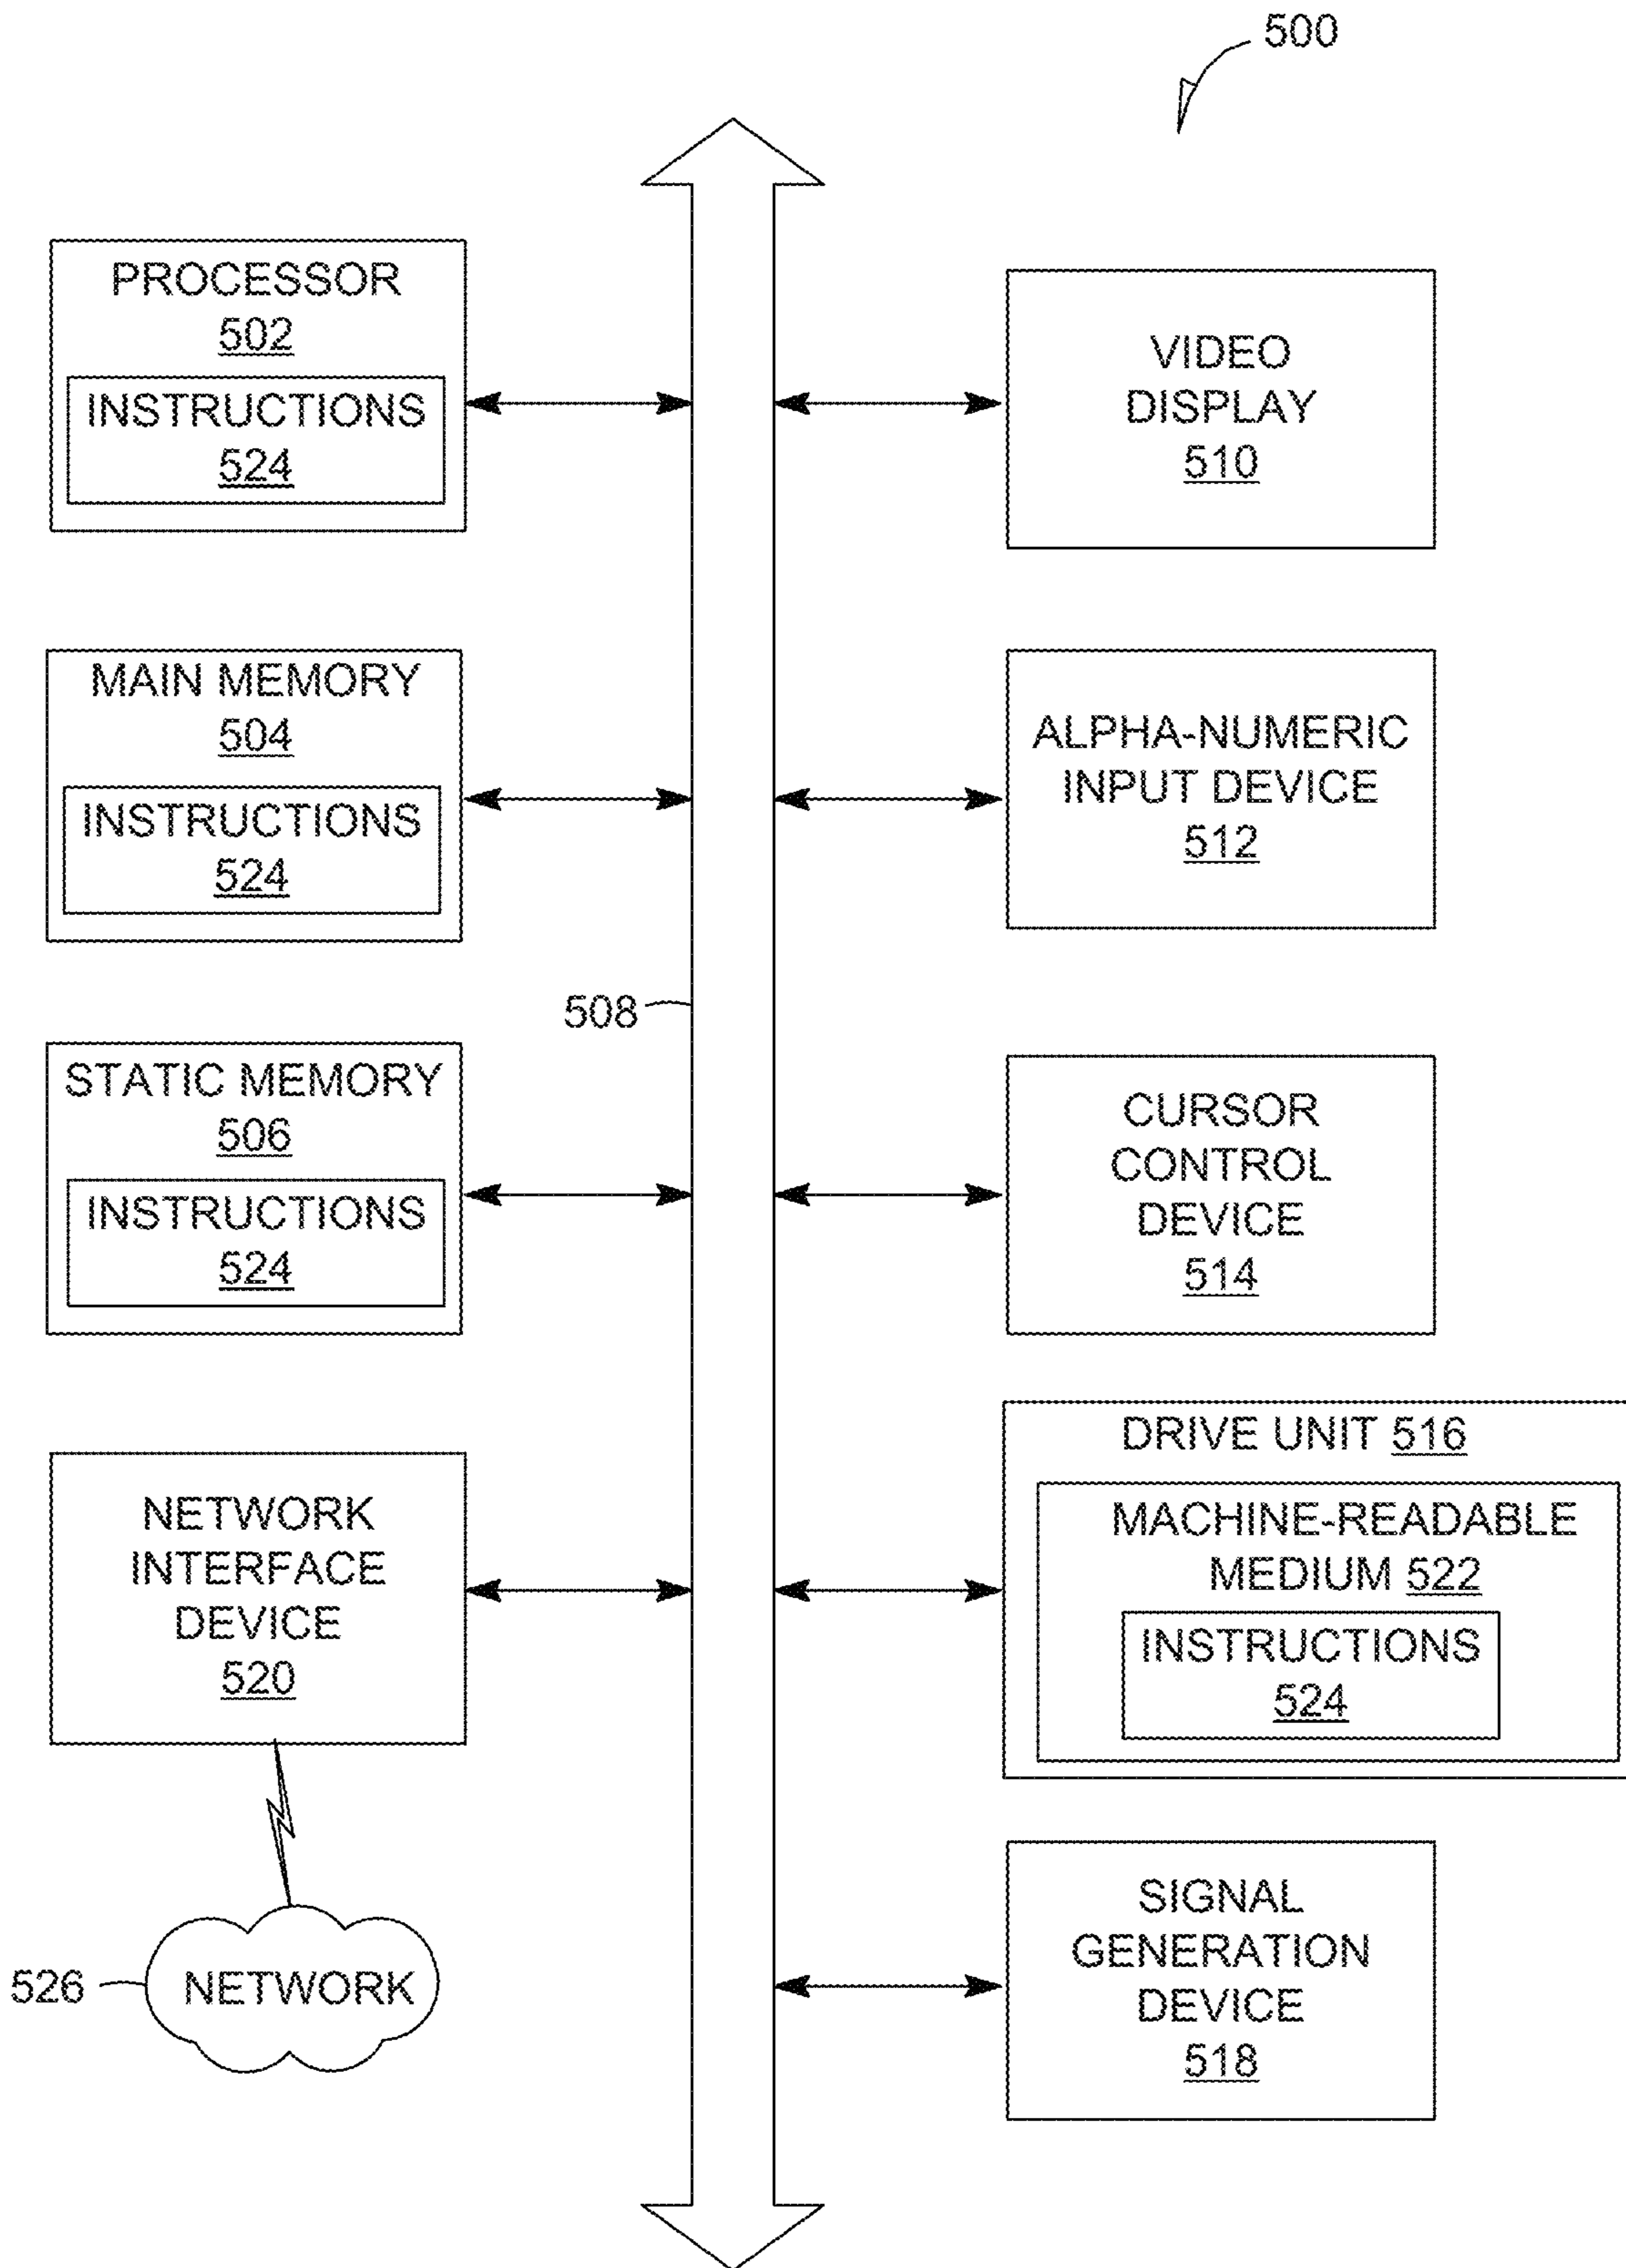 500
PROCESSOR
502
INSTRUCTIONS
524
VIDEO
DISPLAY
510
MAIN MEMORY
504
INSTRUCTIONS
524
ALPHA-NUMERIC
INPUT DEVICE
512
508
STATIC MEMORY
506
INSTRUCTIONS
524
CURSOR
CONTROL
DEVICE
514
NETWORK
INTERFACE
DEVICE
520
DRIVE UNIT 516
MACHINE-READABLE
MEDIUM 522
INSTRUCTIONS
524
526
NETWORK
SIGNAL
GENERATION
DEVICE
518